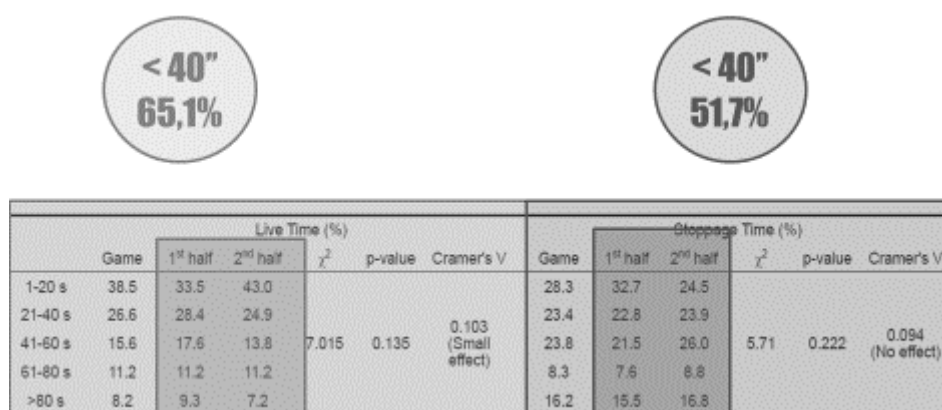 < 40”
65,1%
< 40”
51,7%
Live Time (%) Stoppage Time (%)
Game 1st half 2nd half χ2 p-value Cramer's V Game 1st half 2nd half χ2 p-value Cramer's V
1-20 s 38.5 33.5 43.0 28.3 32.7 24.5
21-40 s 26.6 28.4 24.9 23.4 22.8 23.9
41-60 s 15.6 17.6 13.8 7.015 0.135 0.103 (Small effect) 23.8 21.5 26.0 5.71 0.222 0.094 (No effect)
61-80 s 11.2 11.2 11.2 8.3 7.6 8.8
>80 s 8.2 9.3 7.2 16.2 15.5 16.8